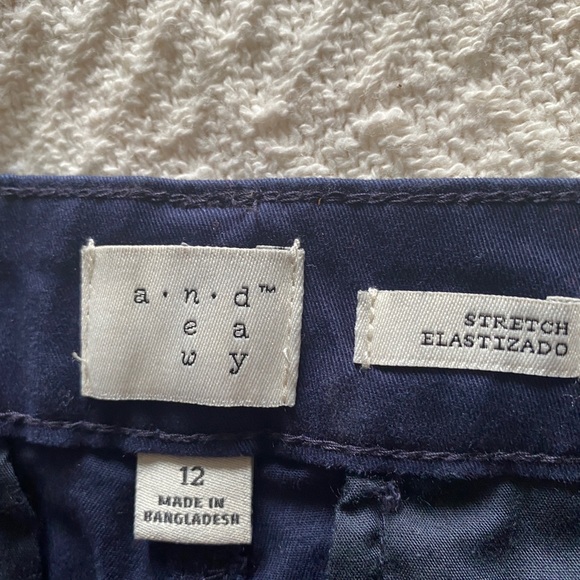 a·n·d™
e a
w y
STRETCH
ELASTIZADO
12
MADE IN
BANGLADESH